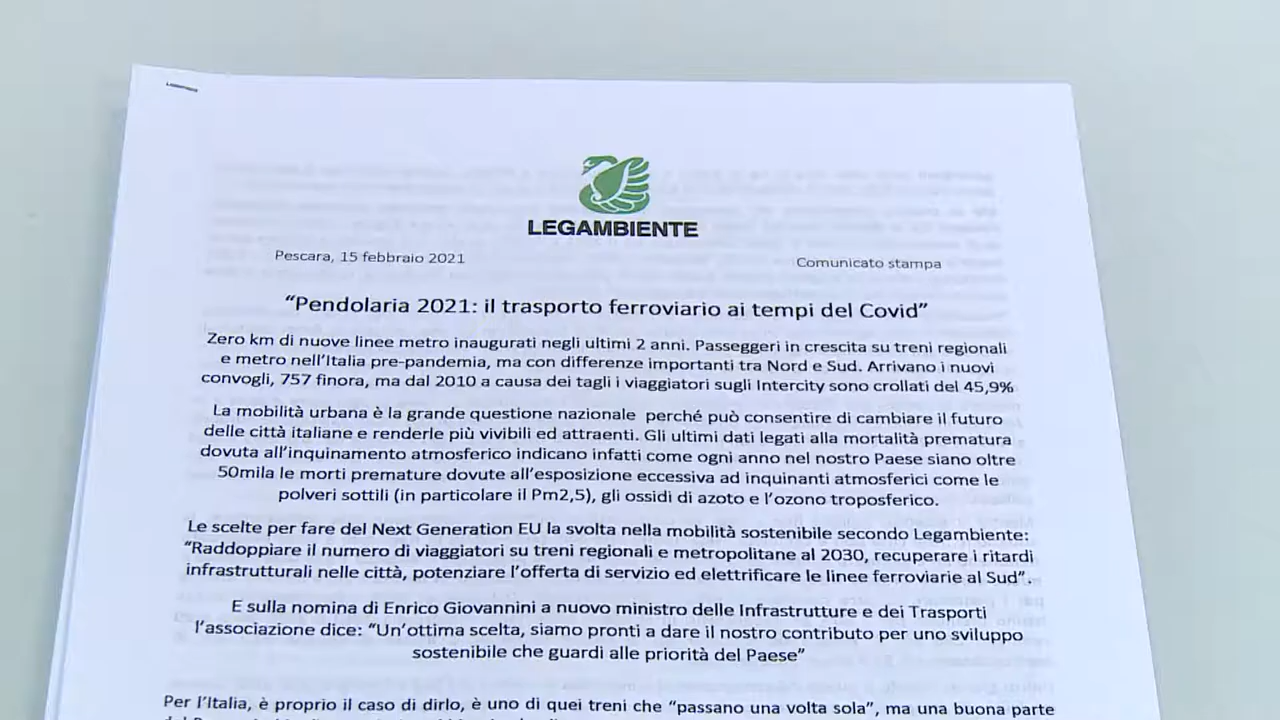 LEGAMBIENTE
Pescara, 15 febbraio 2021
Comunicato stampa
“Pendolaria 2021: il trasporto ferroviario ai tempi del Covid”
Zero km di nuove linee metro inaugurati negli ultimi 2 anni. Passeggeri in crescita su treni regionali
e metro nell’Italia pre-pandemia, ma con differenze importanti tra Nord e Sud. Arrivano i nuovi
convogli, 757 finora, ma dal 2010 a causa dei tagli i viaggiatori sugli Intercity sono crollati del 45,9%
La mobilità urbana è la grande questione nazionale perché può consentire di cambiare il futuro
delle città italiane e renderle più vivibili ed attraenti. Gli ultimi dati legati alla mortalità prematura
dovuta all’inquinamento atmosferico indicano infatti come ogni anno nel nostro Paese siano oltre
50mila le morti premature dovute all’esposizione eccessiva ad inquinanti atmosferici come le
polveri sottili (in particolare il Pm2,5), gli ossidi di azoto e l’ozono troposferico.
Le scelte per fare del Next Generation EU la svolta nella mobilità sostenibile secondo Legambiente:
“Raddoppiare il numero di viaggiatori su treni regionali e metropolitane al 2030, recuperare i ritardi
infrastrutturali nelle città, potenziare l’offerta di servizio ed elettrificare le linee ferroviarie al Sud”.
E sulla nomina di Enrico Giovannini a nuovo ministro delle Infrastrutture e dei Trasporti
l’associazione dice: “Un’ottima scelta, siamo pronti a dare il nostro contributo per uno sviluppo
sostenibile che guardi alle priorità del Paese”
Per l’Italia, è proprio il caso di dirlo, è uno di quei treni che “passano una volta sola”, ma una buona parte